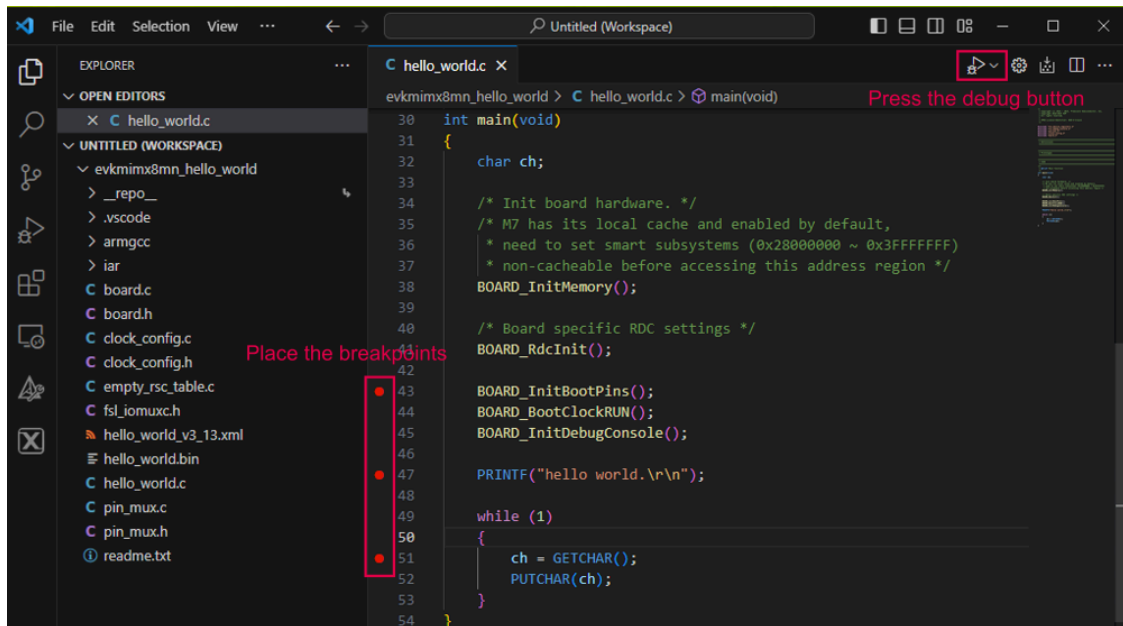 File Edit Selection View ··· Untitled (Workspace)
EXPLORER ···
OPEN EDITORS
hello_world.c
UNTITLED (WORKSPACE)
evkmimx8mn_hello_world
__repo__
.vscode
armgcc
iar
C board.c
C board.h
C clock_config.c
C clock_config.h
C empty_rsc_table.c
C fsl_iomuxc.h
hello_world_v3_13.xml
hello_world.bin
C hello_world.c
C pin_mux.c
C pin_mux.h
readme.txt
C hello_world.c
Press the debug button
evkmimx8mn_hello_world > C hello_world.c > main(void)
30 int main(void)
31 {
32 char ch;
33
34 /* Init board hardware. */
35 /* M7 has its local cache and enabled by default,
36 * need to set smart subsystems (0x28000000 ~ 0x3FFFFFFF)
37 * non-cacheable before accessing this address region */
38 BOARD_InitMemory();
39
40 /* Board specific RDC settings */
41 BOARD_RdcInit();
Place the breakpoints
42
43 BOARD_InitBootPins();
44 BOARD_BootClockRUN();
45 BOARD_InitDebugConsole();
46
47 PRINTF("hello world.\r\n");
48
49 while (1)
50 {
51 ch = GETCHAR();
52 PUTCHAR(ch);
53 }
54 }